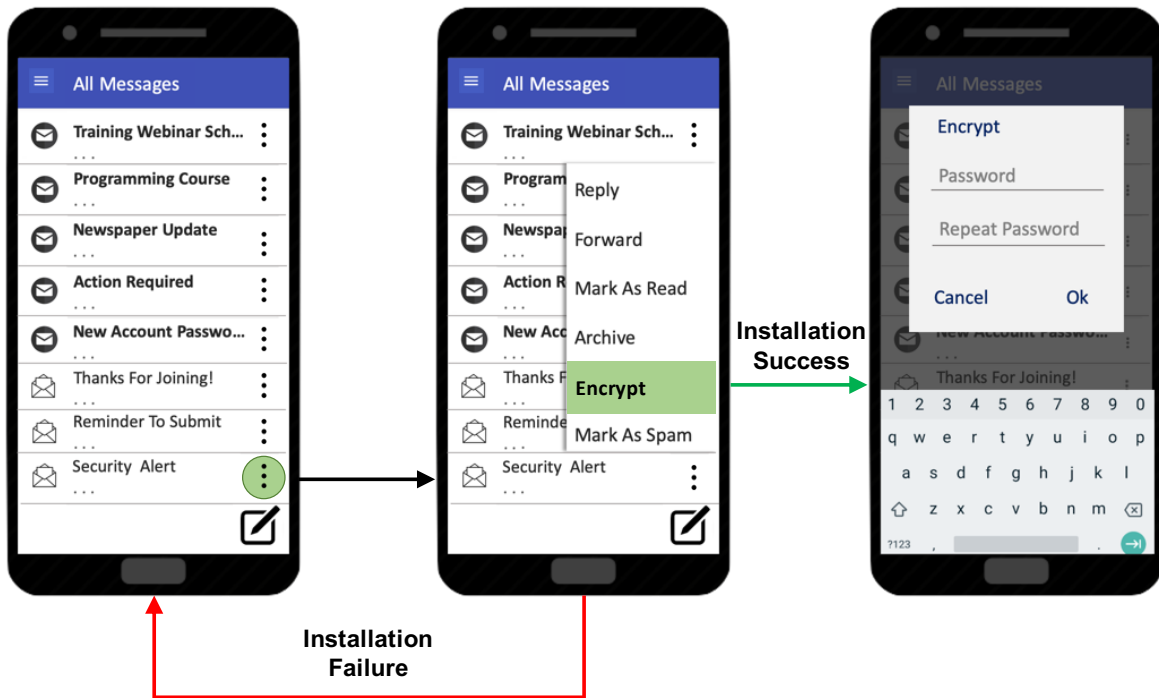 All Messages
Training Webinar Sch...
...
Programming Course
...
Newspaper Update
...
Action Required
...
New Account Passwo...
...
Thanks For Joining!
...
Reminder To Submit
...
Security Alert
...
All Messages
Training Webinar Sch...
...
Program
...
Newspap
...
Action R
...
New Acc
...
Thanks F
...
Reminde
...
Security Alert
...
Reply
Forward
Mark As Read
Archive
Encrypt
Mark As Spam
Installation
Success
Installation
Failure
All Messages
Encrypt
Password
Repeat Password
Cancel Ok
New Account Passwo...
...
Thanks For Joining!
1 2 3 4 5 6 7 8 9 0
q w e r t y u i o p
a s d f g h j k l
z x c v b n m
?123 , .